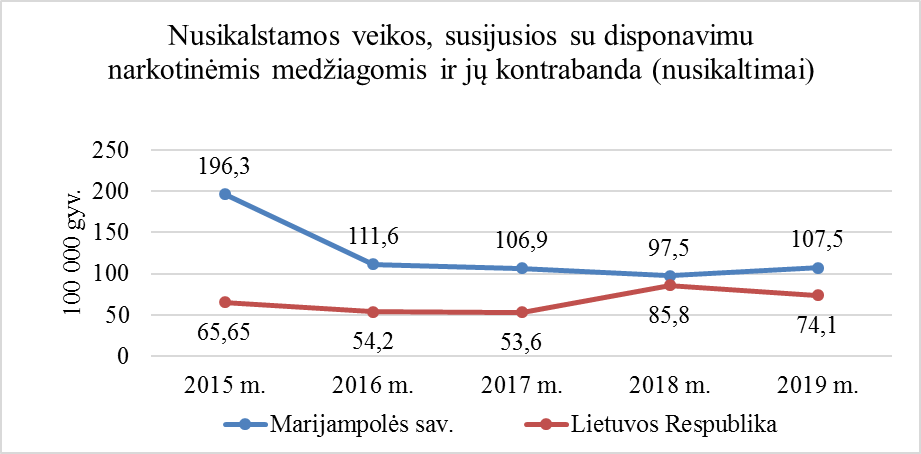 Nusikalstamos veikos, susijusios su disponavimu
narkotinėmis medžiagomis ir jų kontrabanda (nusikaltimai)
100 000 gyv.
250
200
150
100
50
0
196,3
111,6
106,9
97,5
107,5
65,65
54,2
53,6
85,8
74,1
2015 m.
2016 m.
2017 m.
2018 m.
2019 m.
Marijampolės sav.
Lietuvos Respublika